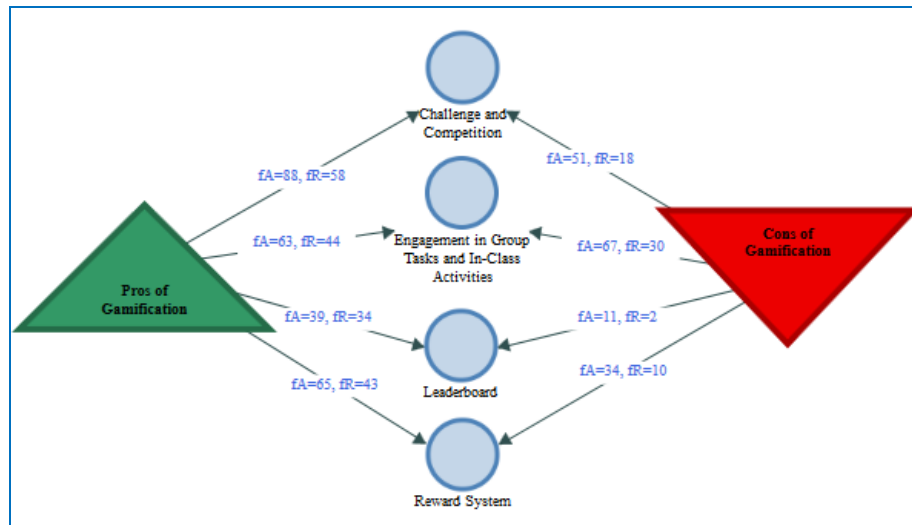 Challenge and
Competition
fA=88, fR=58
fA=51, fR=18
fA=63, fR=44
Engagement in Group
Tasks and In-Class
Activities
fA=67, fR=30
Pros of
Gamification
Cons of
Gamification
fA=39, fR=34
fA=11, fR=2
Leaderboard
fA=65, fR=43
fA=34, fR=10
Reward System